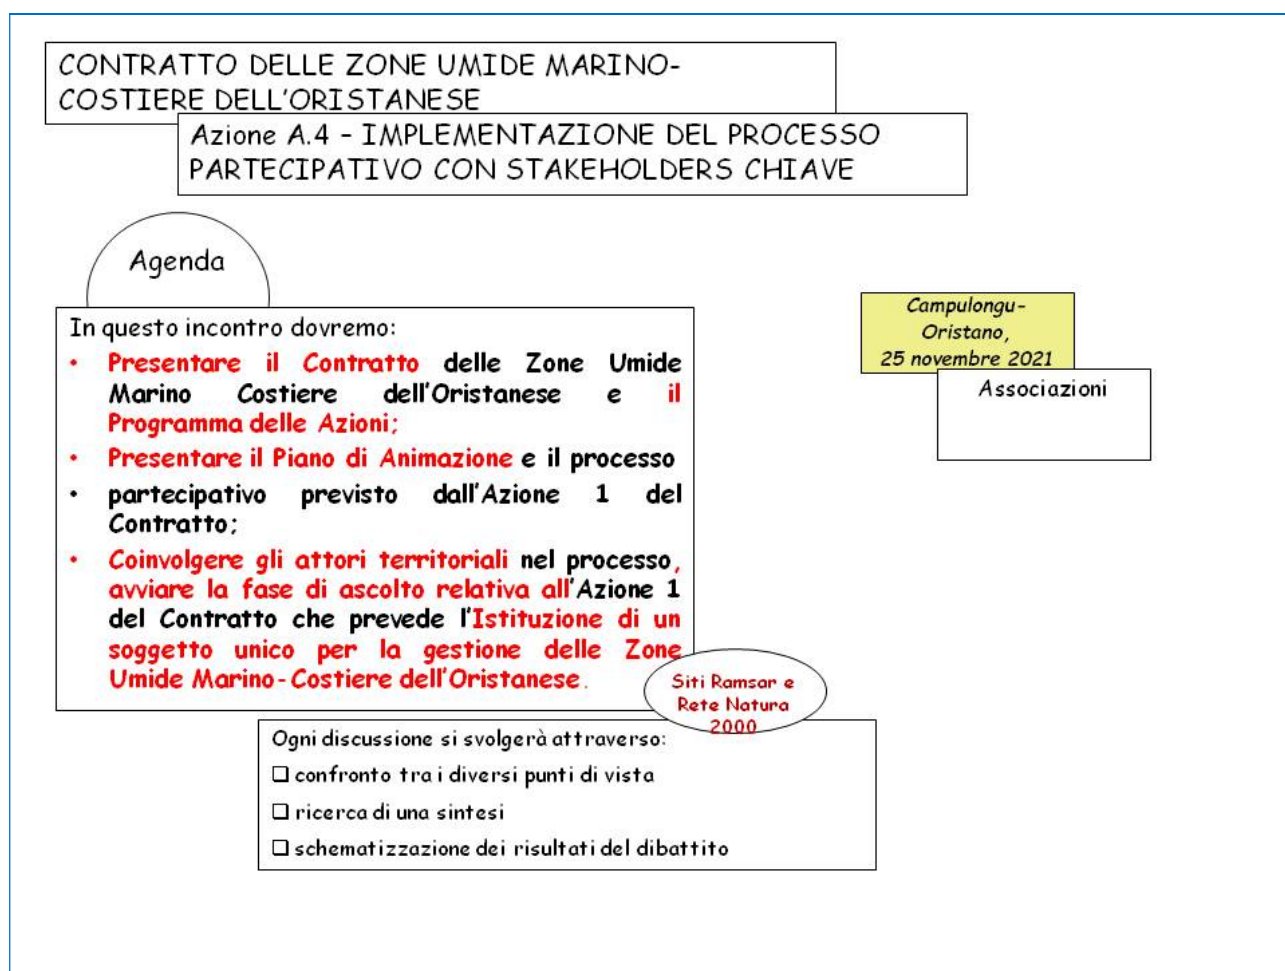 CONTRATTO DELLE ZONE UMIDE MARINO-
COSTIERE DELL'ORISTANESE
Azione A.4 – IMPLEMENTAZIONE DEL PROCESSO
PARTECIPATIVO CON STAKEHOLDERS CHIAVE
Agenda
In questo incontro dovremo:
• Presentare il Contratto delle Zone Umide
Marino Costiere dell'Oristanese e il
Programma delle Azioni;
• Presentare il Piano di Animazione e il processo
• partecipativo previsto dall'Azione 1 del
Contratto;
• Coinvolgere gli attori territoriali nel processo,
avviare la fase di ascolto relativa all'Azione 1
del Contratto che prevede l'Istituzione di un
soggetto unico per la gestione delle Zone
Umide Marino-Costiere dell'Oristanese.
Campulongu-
Oristano,
25 novembre 2021
Associazioni
Siti Ramsar e
Rete Natura
2000
Ogni discussione si svolgerà attraverso:
❑ confronto tra i diversi punti di vista
❑ ricerca di una sintesi
❑ schematizzazione dei risultati del dibattito